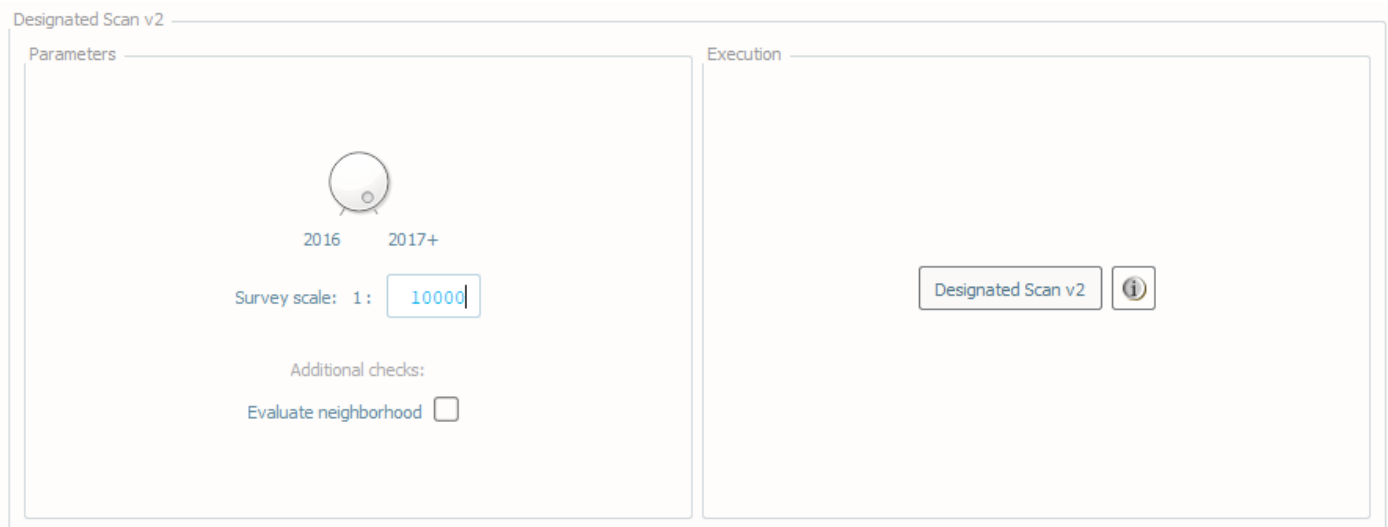 Designated Scan v2
Parameters
2016 2017+
Survey scale: 1: 10000
Additional checks:
Evaluate neighborhood
Execution
Designated Scan v2